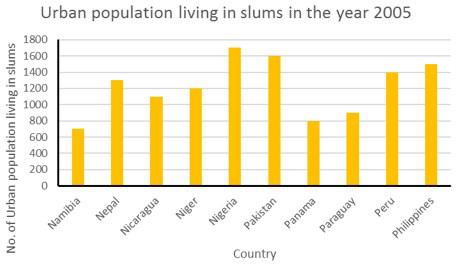 Urban population living in slums in the year 2005
No. of Urban population living in slums
1800
1600
1400
1200
1000
800
600
400
200
0
Namibia
Nepal
Nicaragua
Niger
Nigeria
Pakistan
Panama
Paraguay
Peru
Philippines
Country